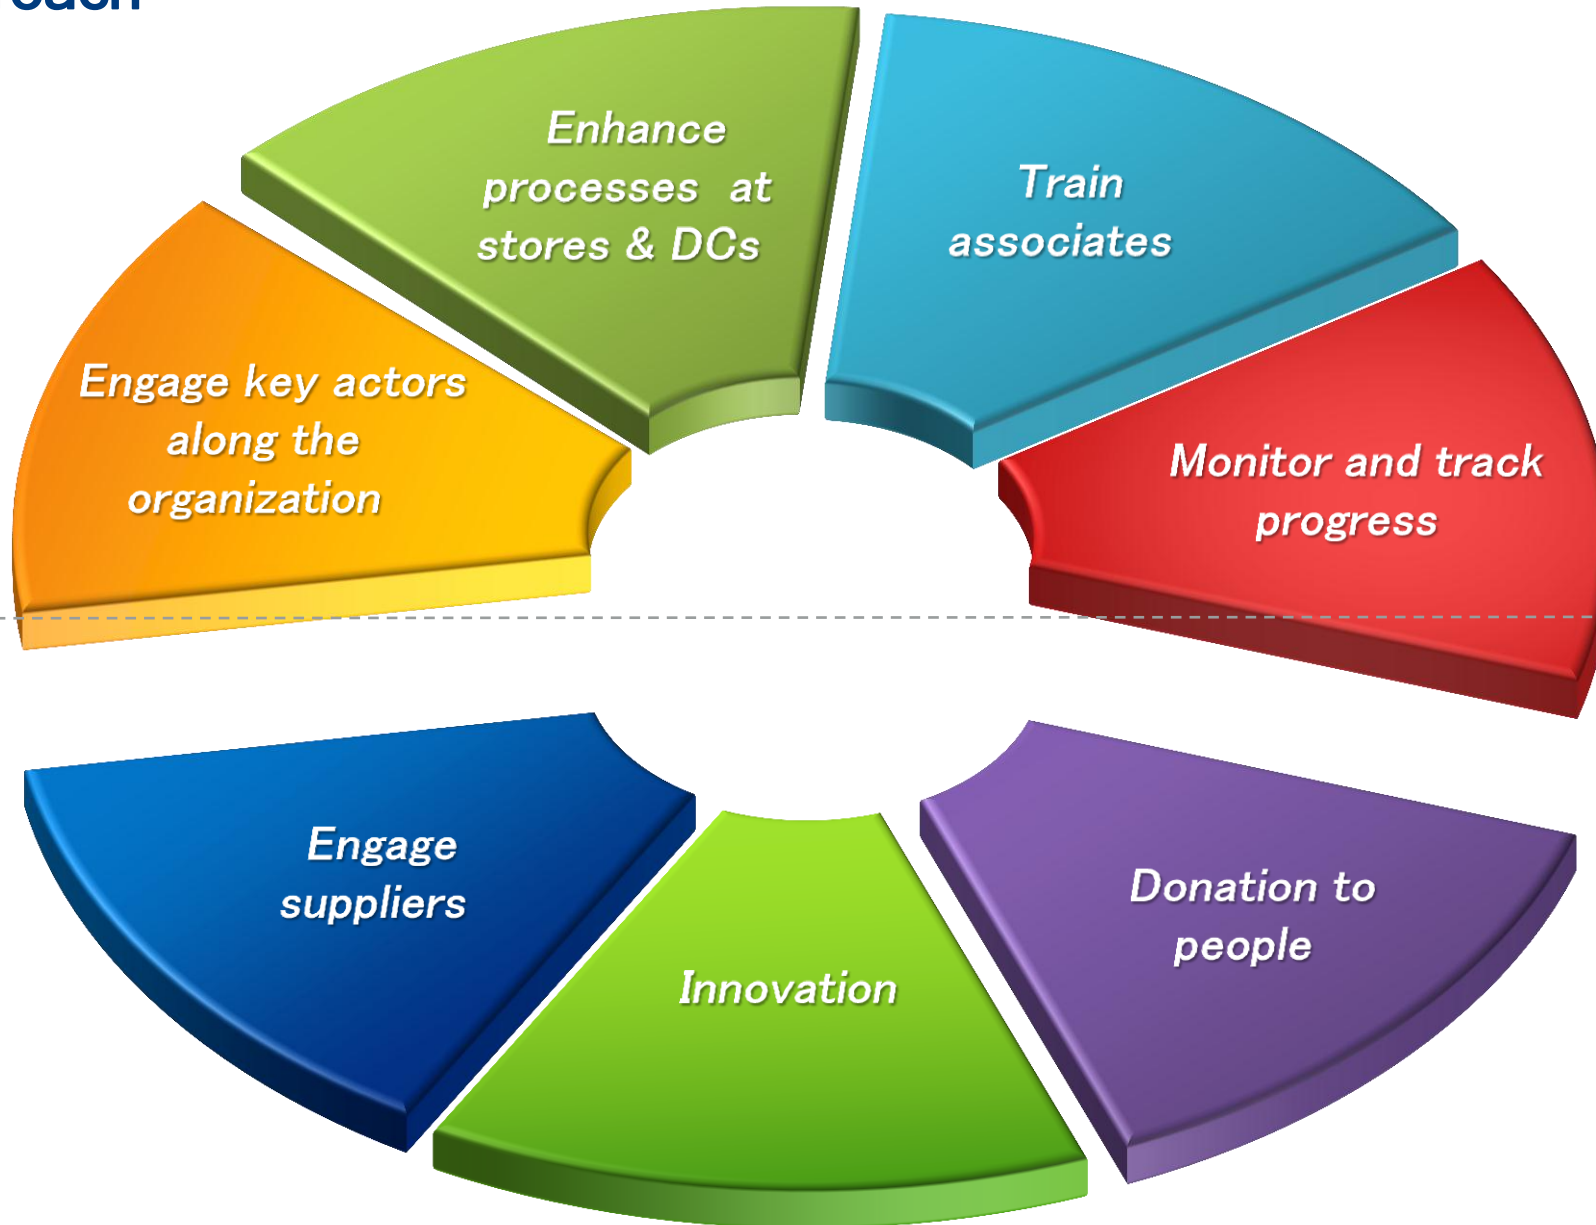 Enhance
processes at
stores & DCs
Train
associates
Engage key actors
along the
organization
Monitor and track
progress
Engage
suppliers
Donation to
people
Innovation